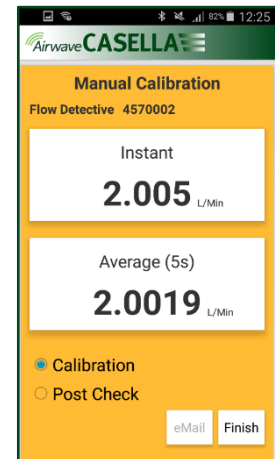 82% 12:25
Airwave CASELLA
Manual Calibration
Flow Detective 4570002
Instant
2.005 L/Min
Average (5s)
2.0019 L/Min
Calibration
Post Check
eMail Finish